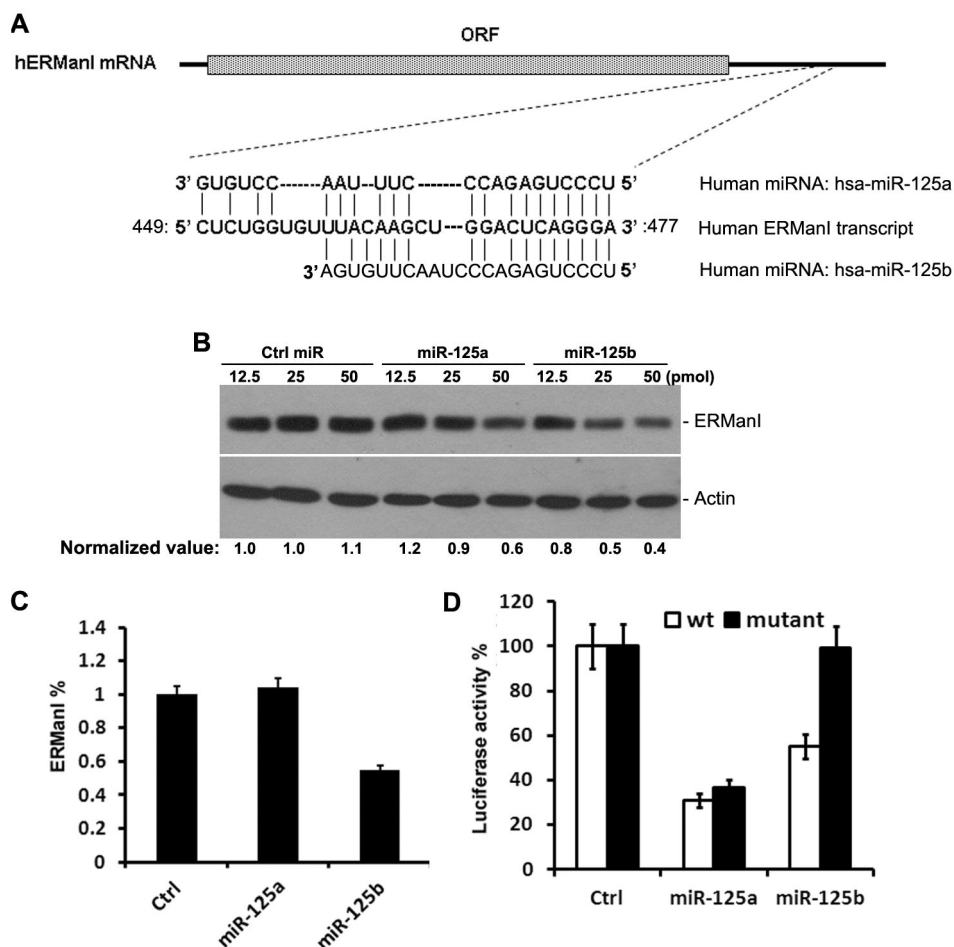 A
ORF
hERManI mRNA
3’ GUGUCC-------AAU--UUC-------CCAGAGUCCCU 5’ Human miRNA: hsa-miR-125a
449: 5’ CUCUGGUGUUUACAAGCU---GGACUCAGGGA 3’ :477 Human ERManI transcript
3’AGUGUUCAAUCCCAGAGUCCCU 5’ Human miRNA: hsa-miR-125b
B
Ctrl miR miR-125a miR-125b
12.5 25 50 12.5 25 50 12.5 25 50 (pmol)
- ERManI
- Actin
Normalized value: 1.0 1.0 1.1 1.2 0.9 0.6 0.8 0.5 0.4
C
ERManI %
1.4
1.2
1
0.8
0.6
0.4
0.2
0
Ctrl miR-125a miR-125b
D
Luciferase activity %
120
100
80
60
40
20
0
wt mutant
Ctrl miR-125a miR-125b